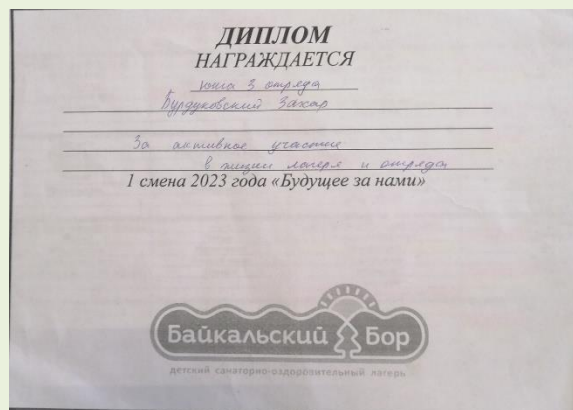 ДИПЛОМ
НАГРАЖДАЕТСЯ
3 отряда
Бурдуковский Захар
За активное участие
в жизни лагеря и отряда
1 смена 2023 года «Будущее за нами»
Байкальский Бор
детский санаторно-оздоровительный лагерь